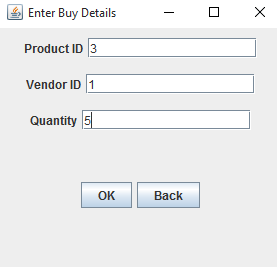 Enter Buy Details
Product ID 3
Vendor ID 1
Quantity 5
OK Back